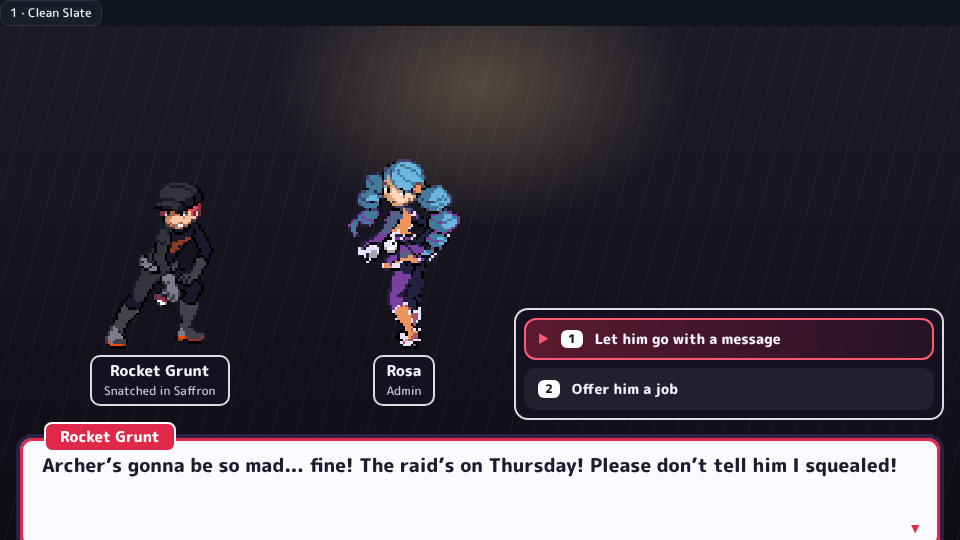 1 · Clean Slate
Rocket Grunt
Snatched in Saffron
Rosa
Admin
1 Let him go with a message
2 Offer him a job
Rocket Grunt
Archer's gonna be so mad... fine! The raid's on Thursday! Please don't tell him I squealed!